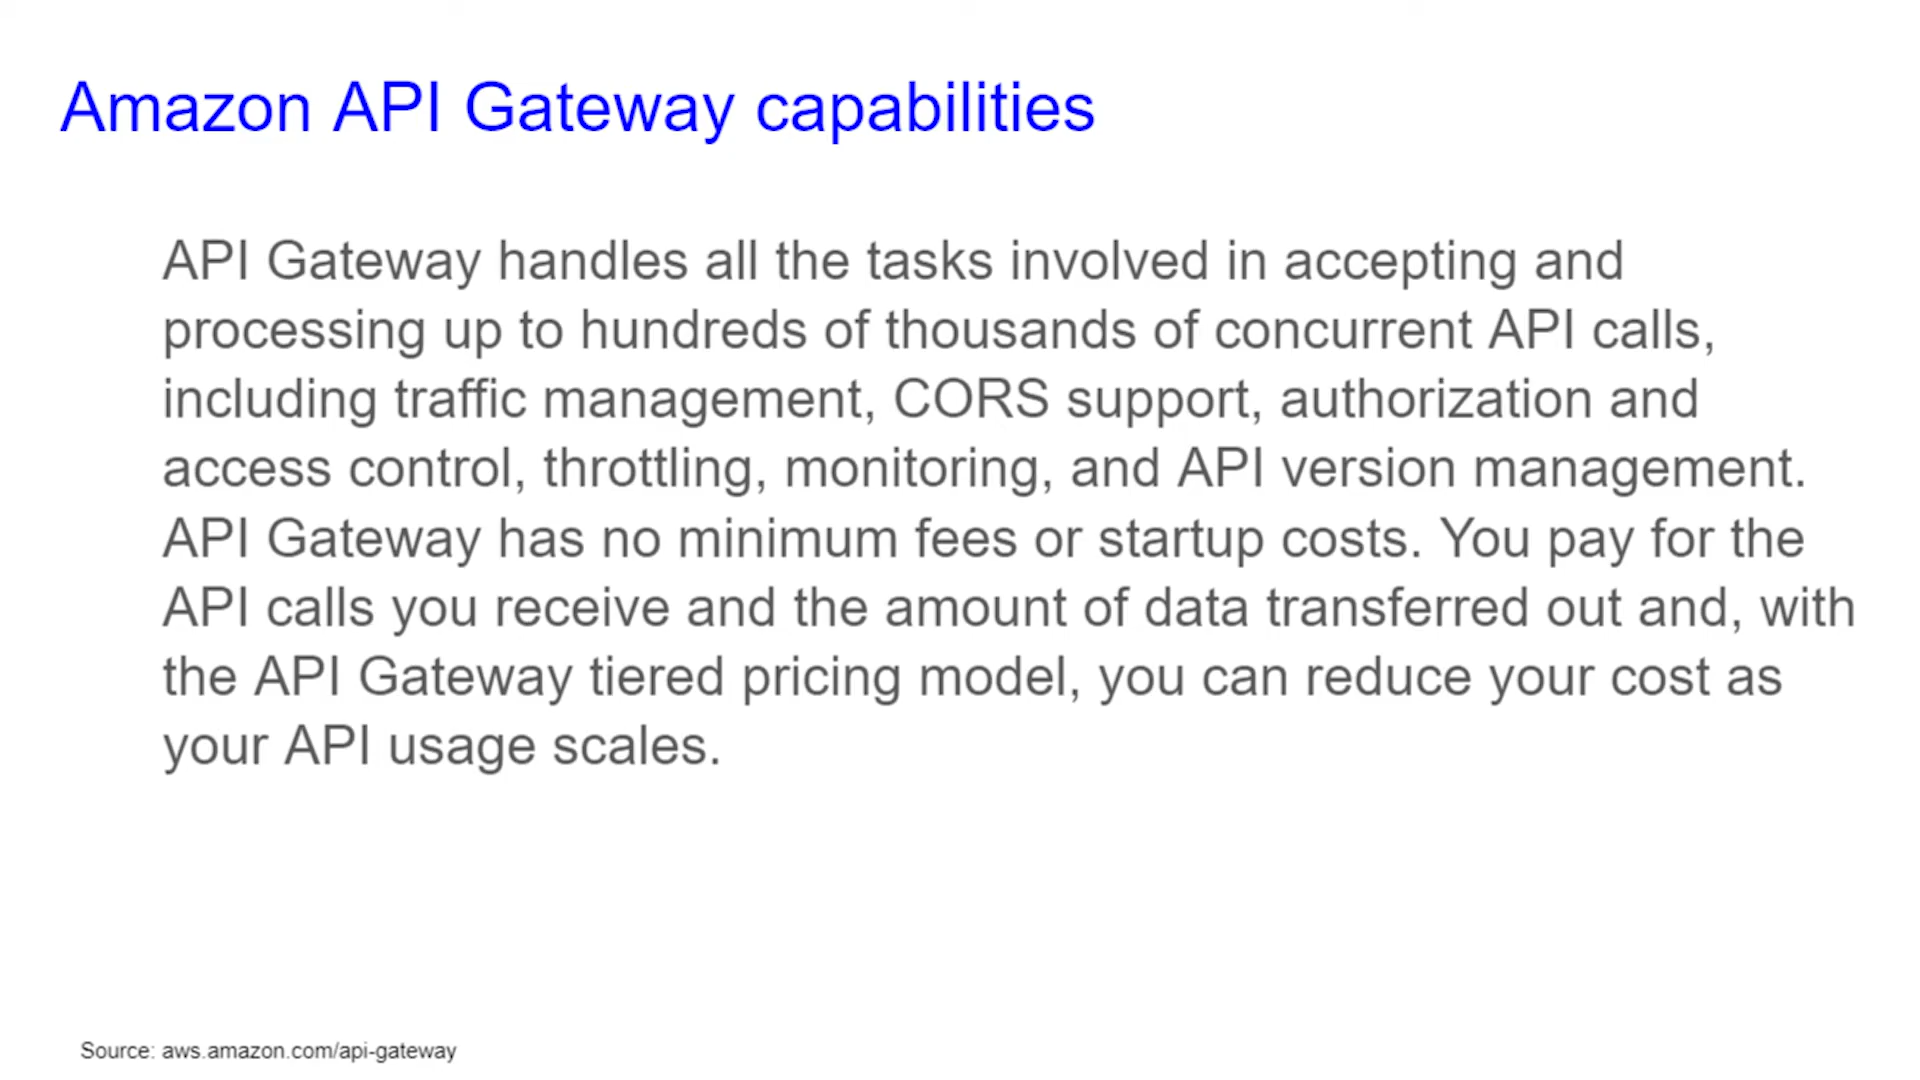 Amazon API Gateway capabilities
API Gateway handles all the tasks involved in accepting and
processing up to hundreds of thousands of concurrent API calls,
including traffic management, CORS support, authorization and
access control, throttling, monitoring, and API version management.
API Gateway has no minimum fees or startup costs. You pay for the
API calls you receive and the amount of data transferred out and, with
the API Gateway tiered pricing model, you can reduce your cost as
your API usage scales.
Source: aws.amazon.com/api-gateway